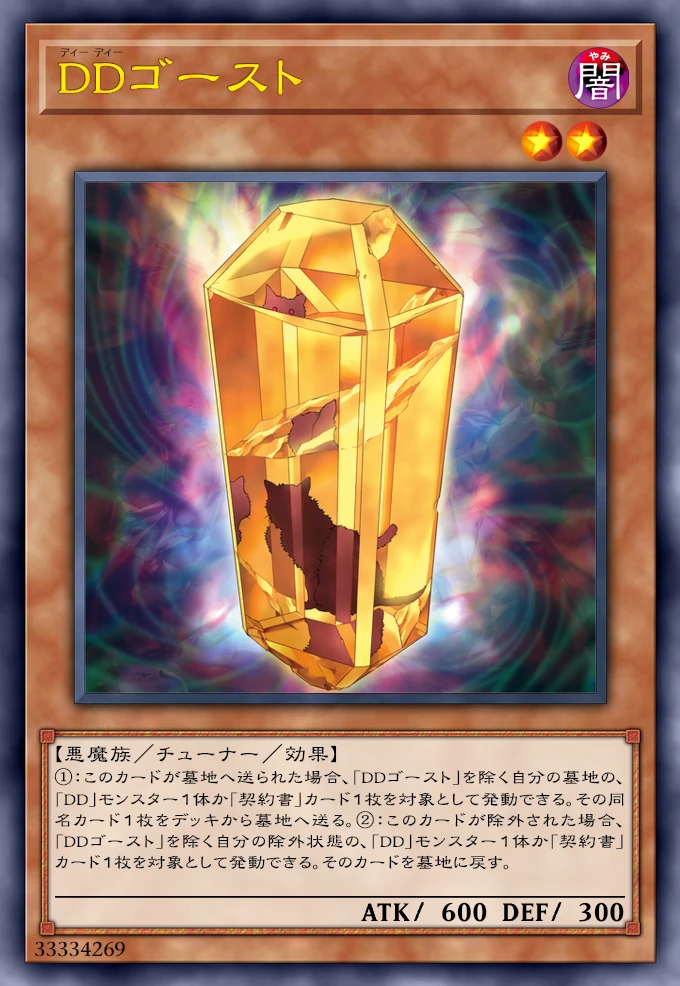 ディー ディー
DDゴースト
やみ
闇
【悪魔族／チューナー／効果】
①：このカードが墓地へ送られた場合、「DDゴースト」を除く自分の墓地の、
「DD」モンスター１体か「契約書」カード１枚を対象として発動できる。その同
名カード１枚をデッキから墓地へ送る。②：このカードが除外された場合、
「DDゴースト」を除く自分の除外状態の、「DD」モンスター１体か「契約書」
カード１枚を対象として発動できる。そのカードを墓地に戻す。
ATK/ 600 DEF/ 300
33334269